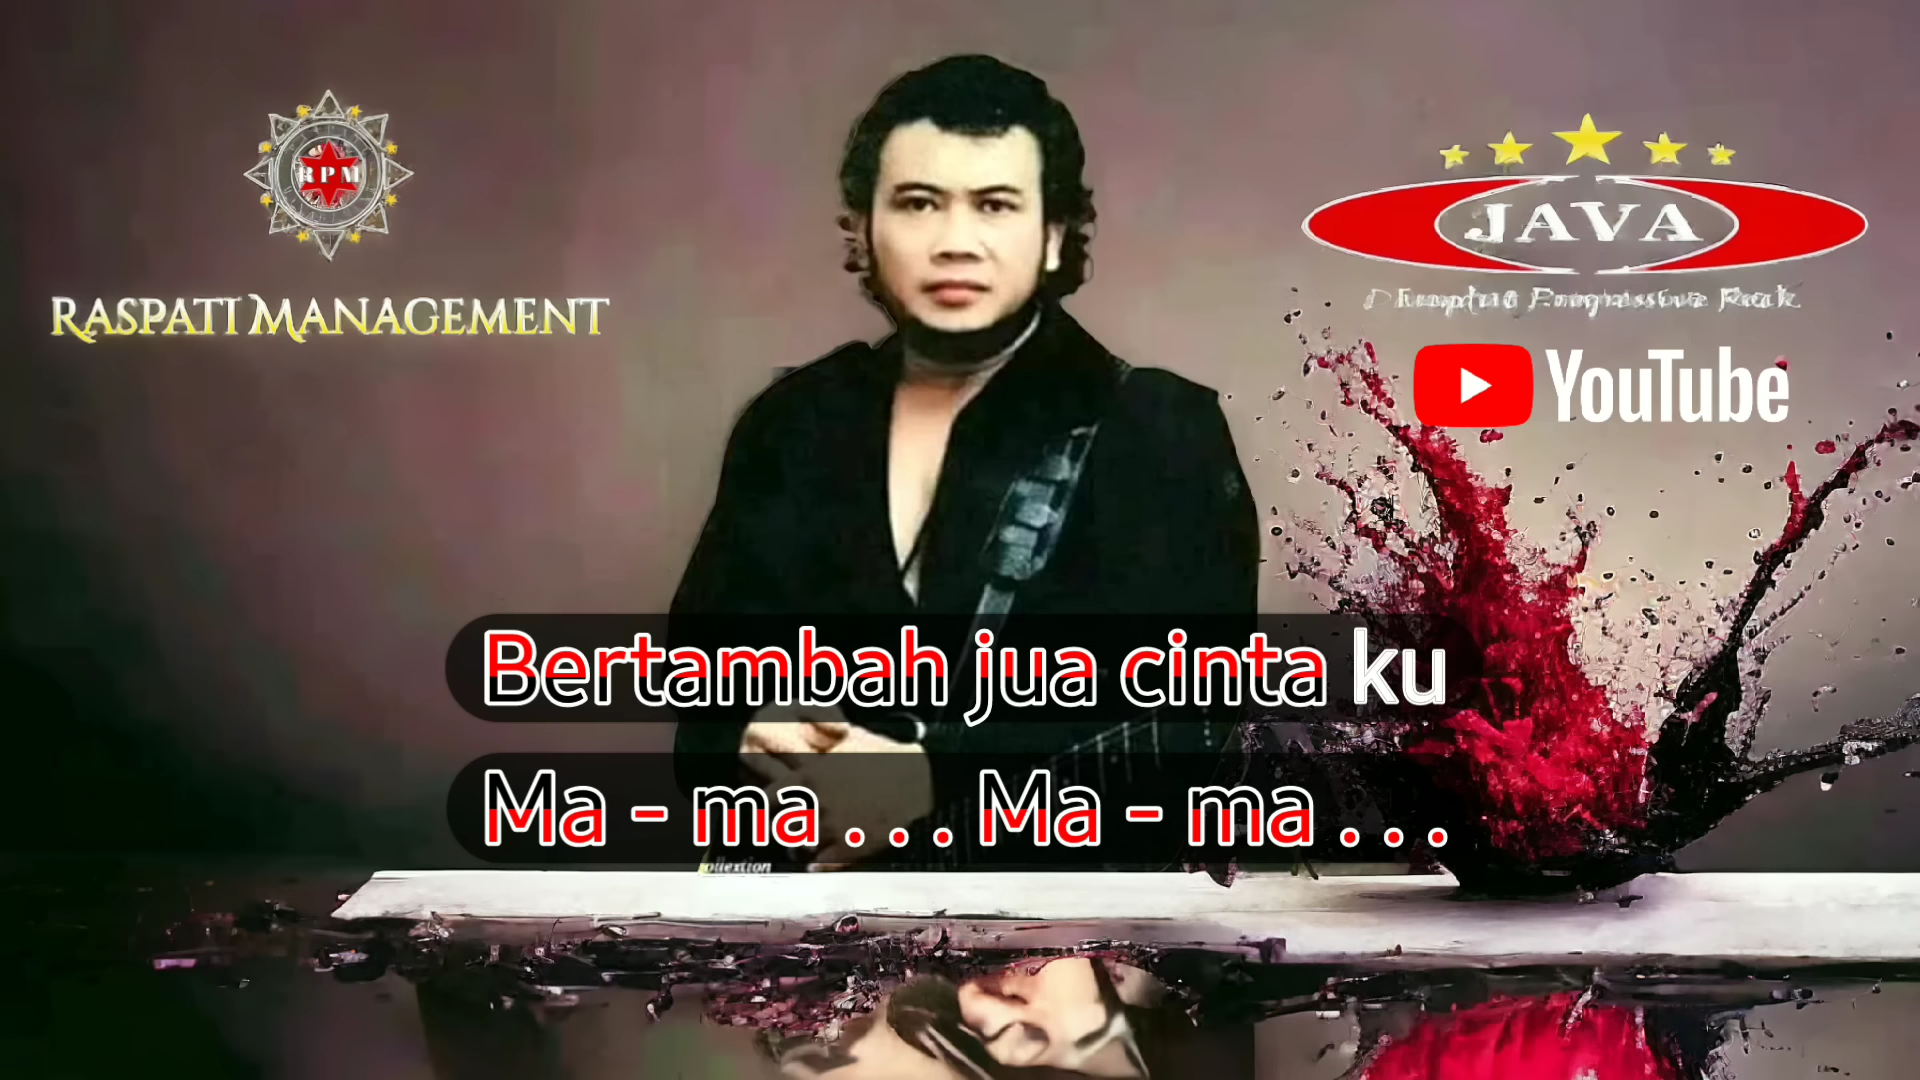 RPM
RASPATI MANAGEMENT
JAVA
YouTube
Bertambah jua cinta ku
Ma - ma . . . Ma - ma . . .